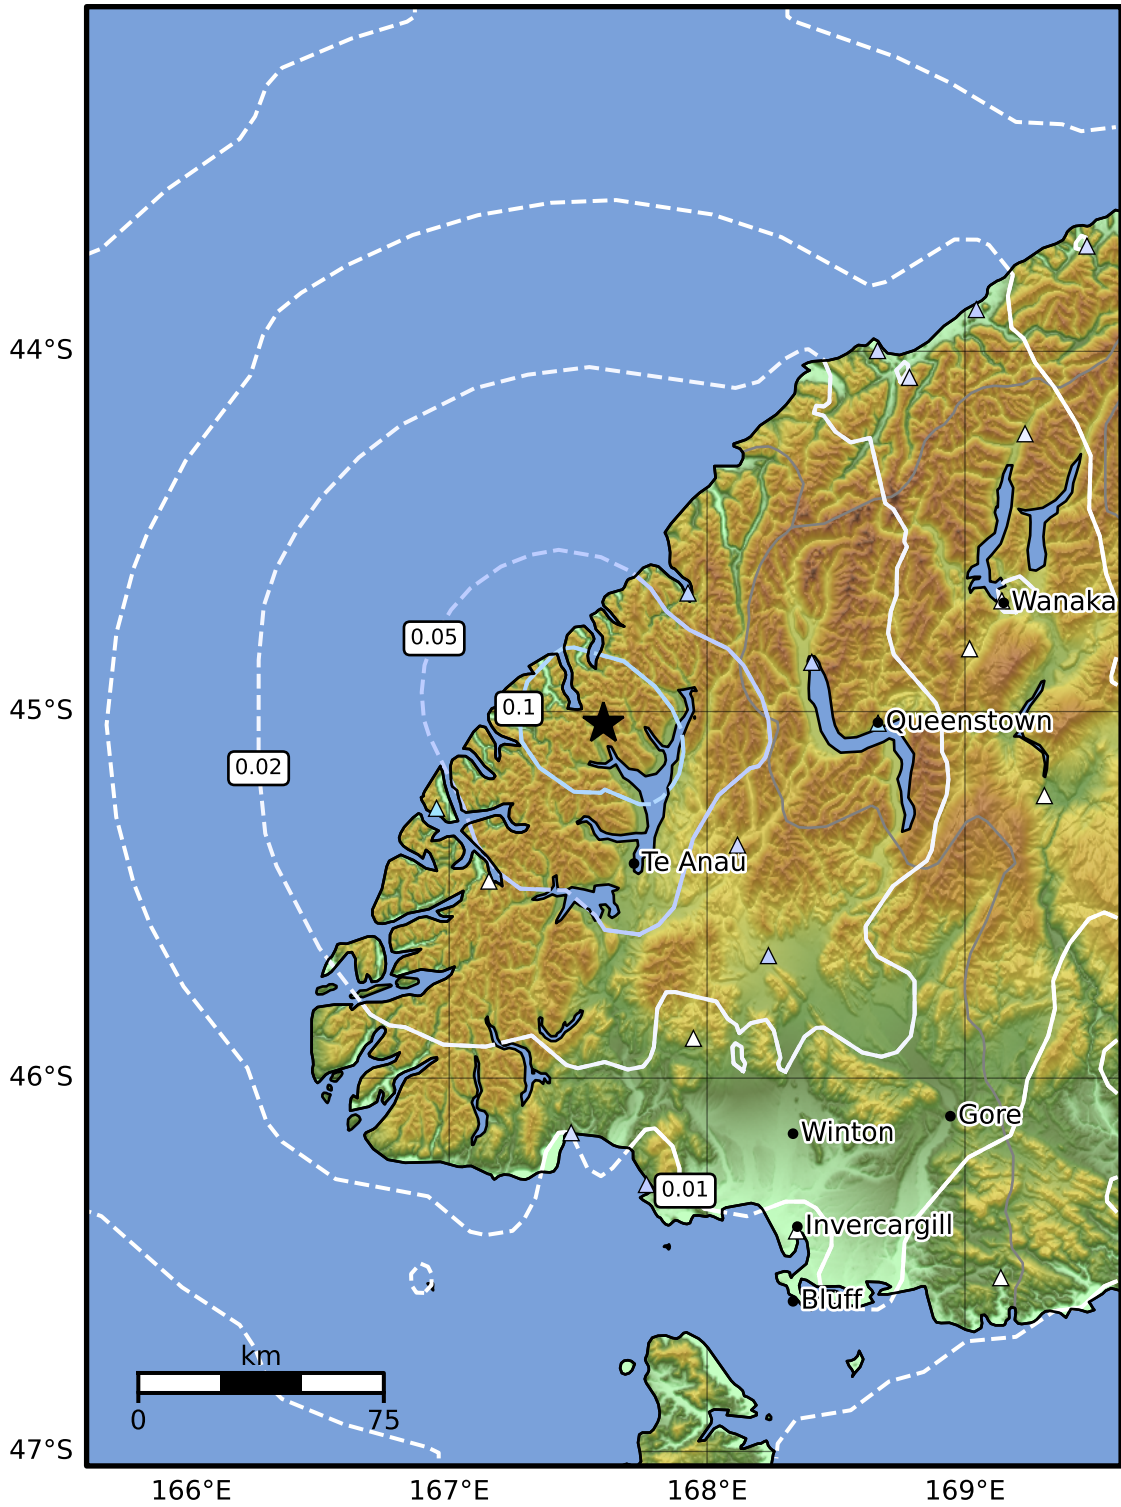 44°S
Wanaka
0.05
45°S
0.1
Queenstown
0.02
Te Anau
46°S
Gore
Winton
0.01
Invercargill
Bluff
km
0
75
47°S
166°E
167°E
168°E
169°E